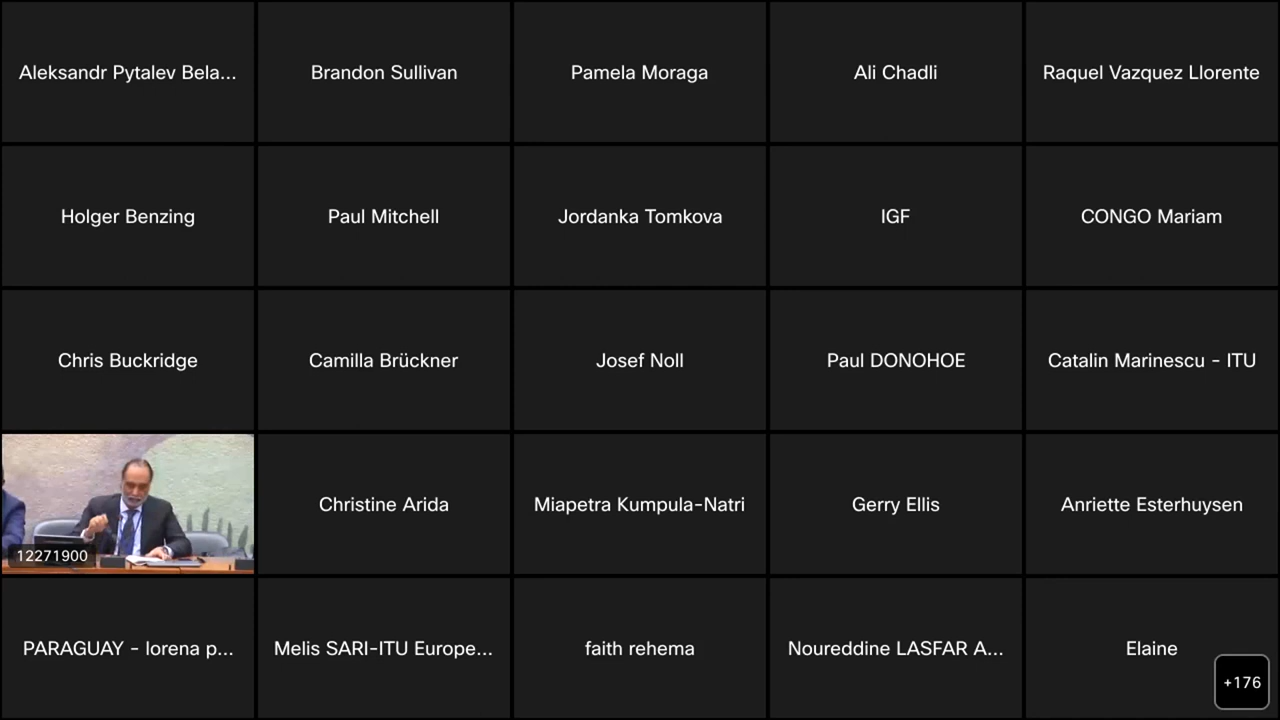 Aleksandr Pytalev Bela...
Brandon Sullivan
Pamela Moraga
Ali Chadli
Raquel Vazquez Llorente
Holger Benzing
Paul Mitchell
Jordanka Tomkova
IGF
CONGO Mariam
Chris Buckridge
Camilla Brückner
Josef Noll
Paul DONOHOE
Catalin Marinescu - ITU
12271900
Christine Arida
Miapetra Kumpula-Natri
Gerry Ellis
Anriette Esterhuysen
PARAGUAY - lorena p...
Melis SARI-ITU Europe...
faith rehema
Noureddine LASFAR A...
Elaine
+176